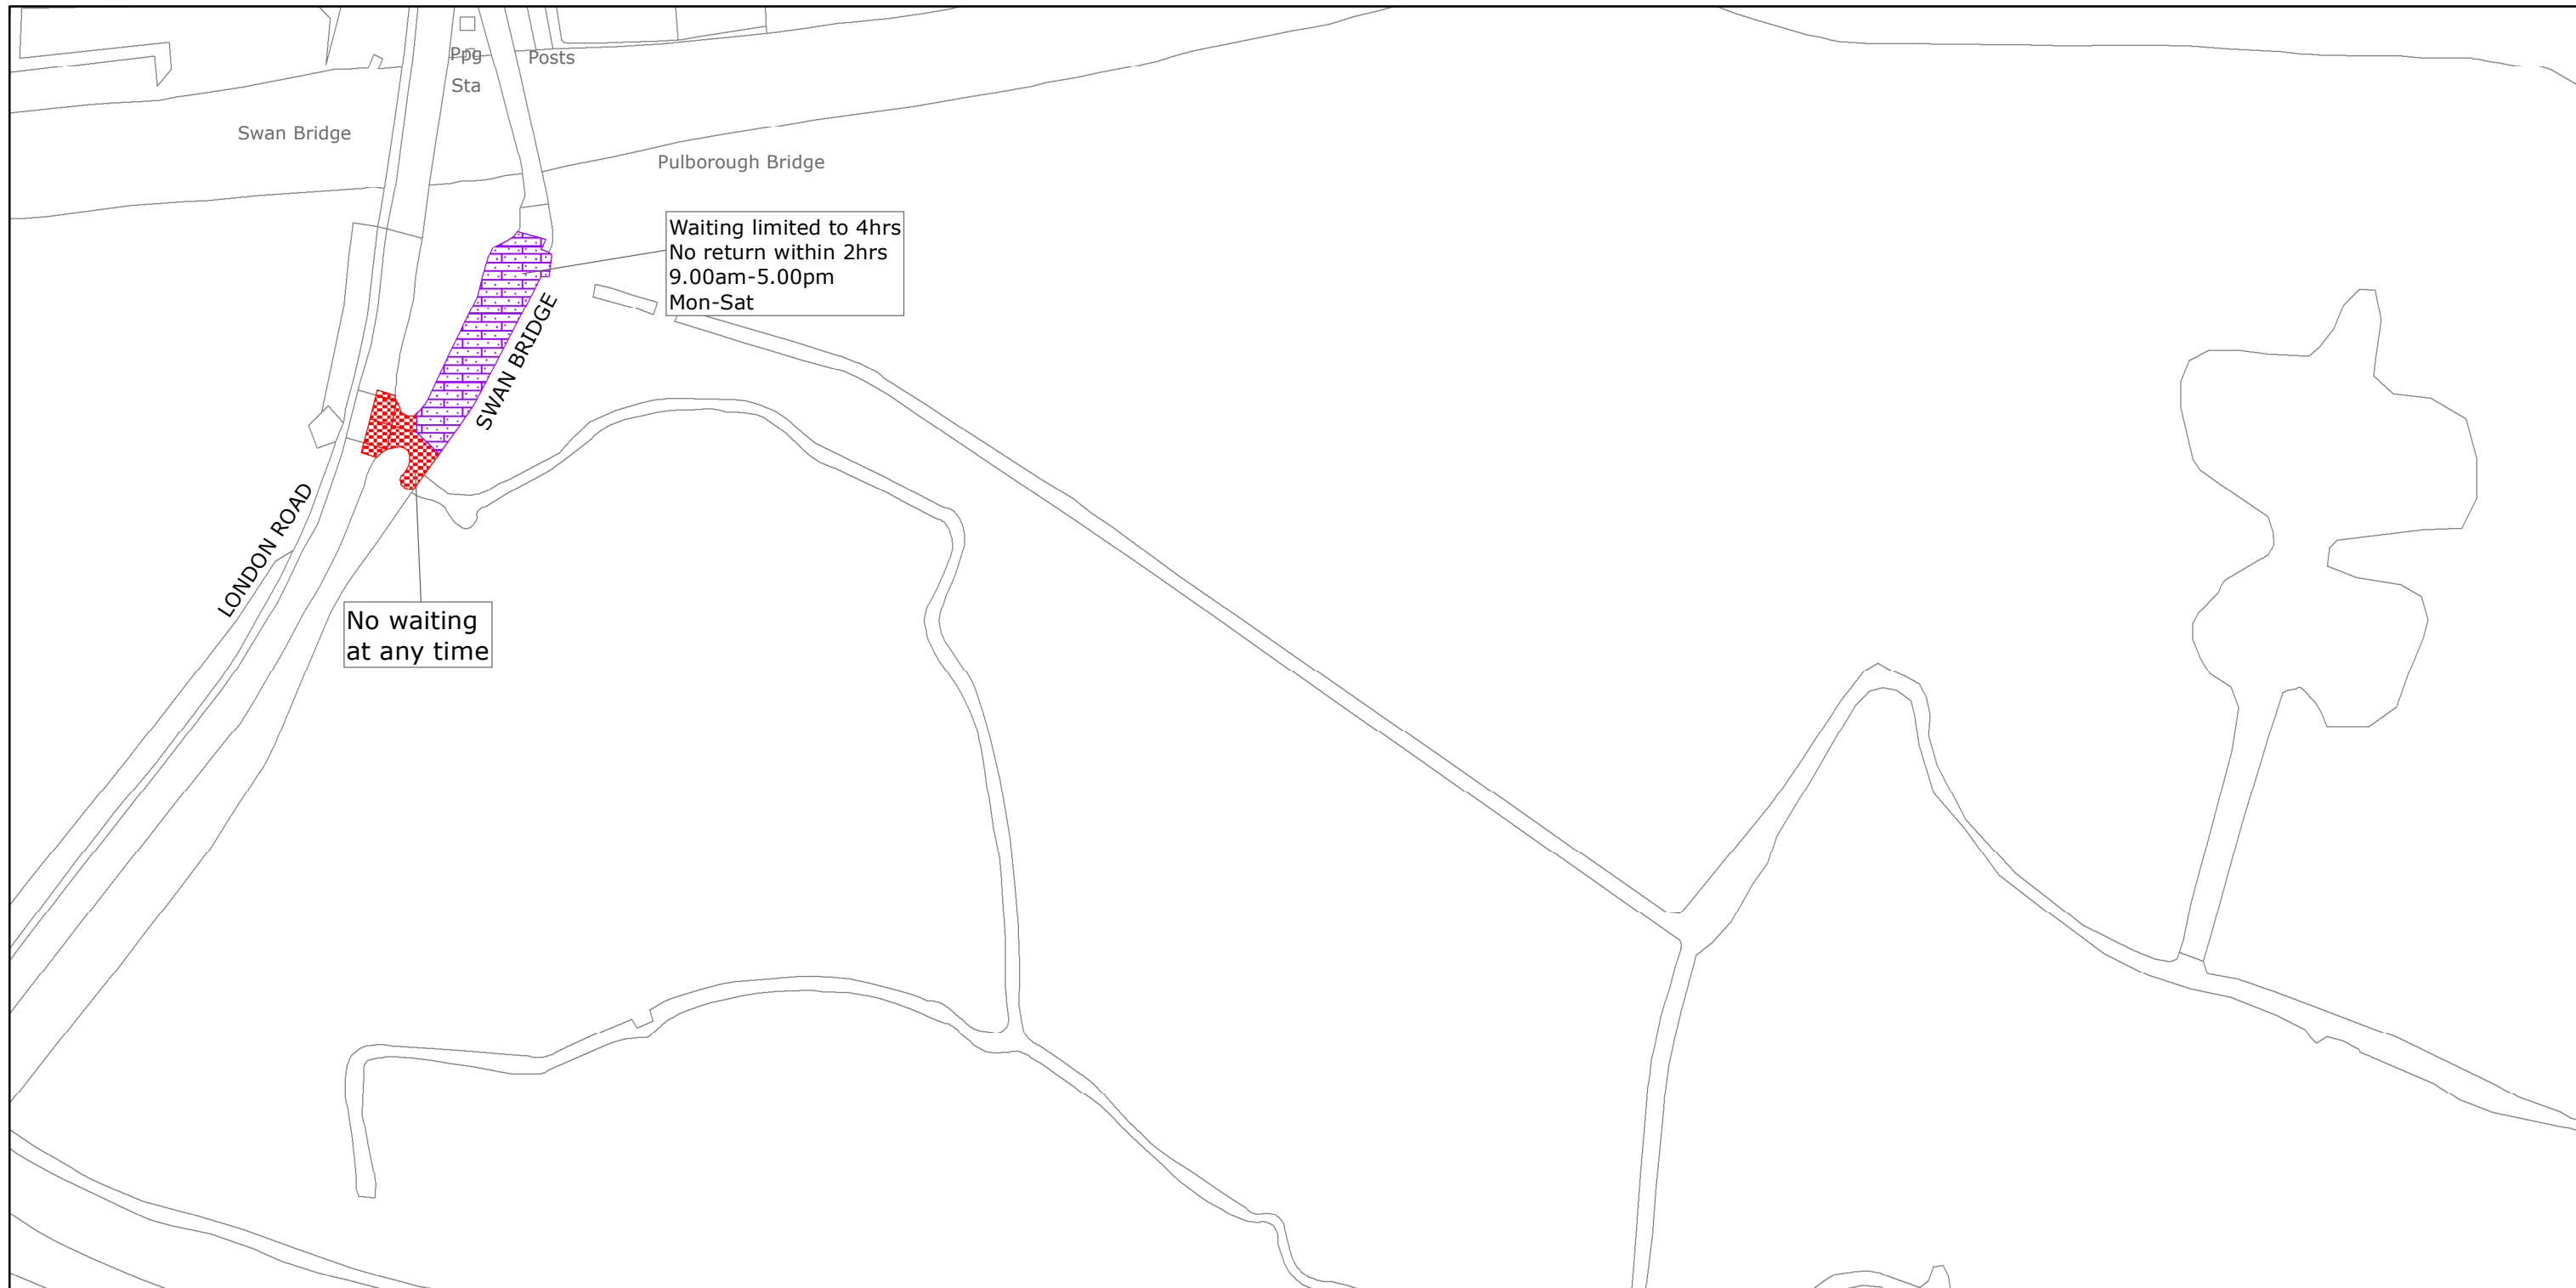 Ppg
Sta
Posts
Swan Bridge
Pulborough Bridge
Waiting limited to 4hrs
No return within 2hrs
9.00am-5.00pm
Mon-Sat
SWAN BRIDGE
LONDON ROAD
No waiting
at any time